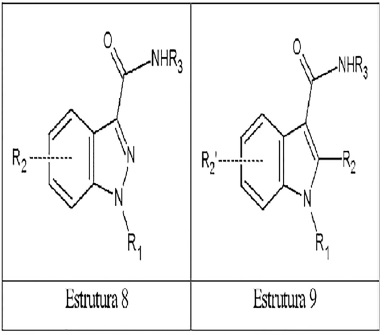 O
NHR3
R2
N
N
R1
Estrutura 8
O
NHR3
R2'
R2
N
R1
Estrutura 9